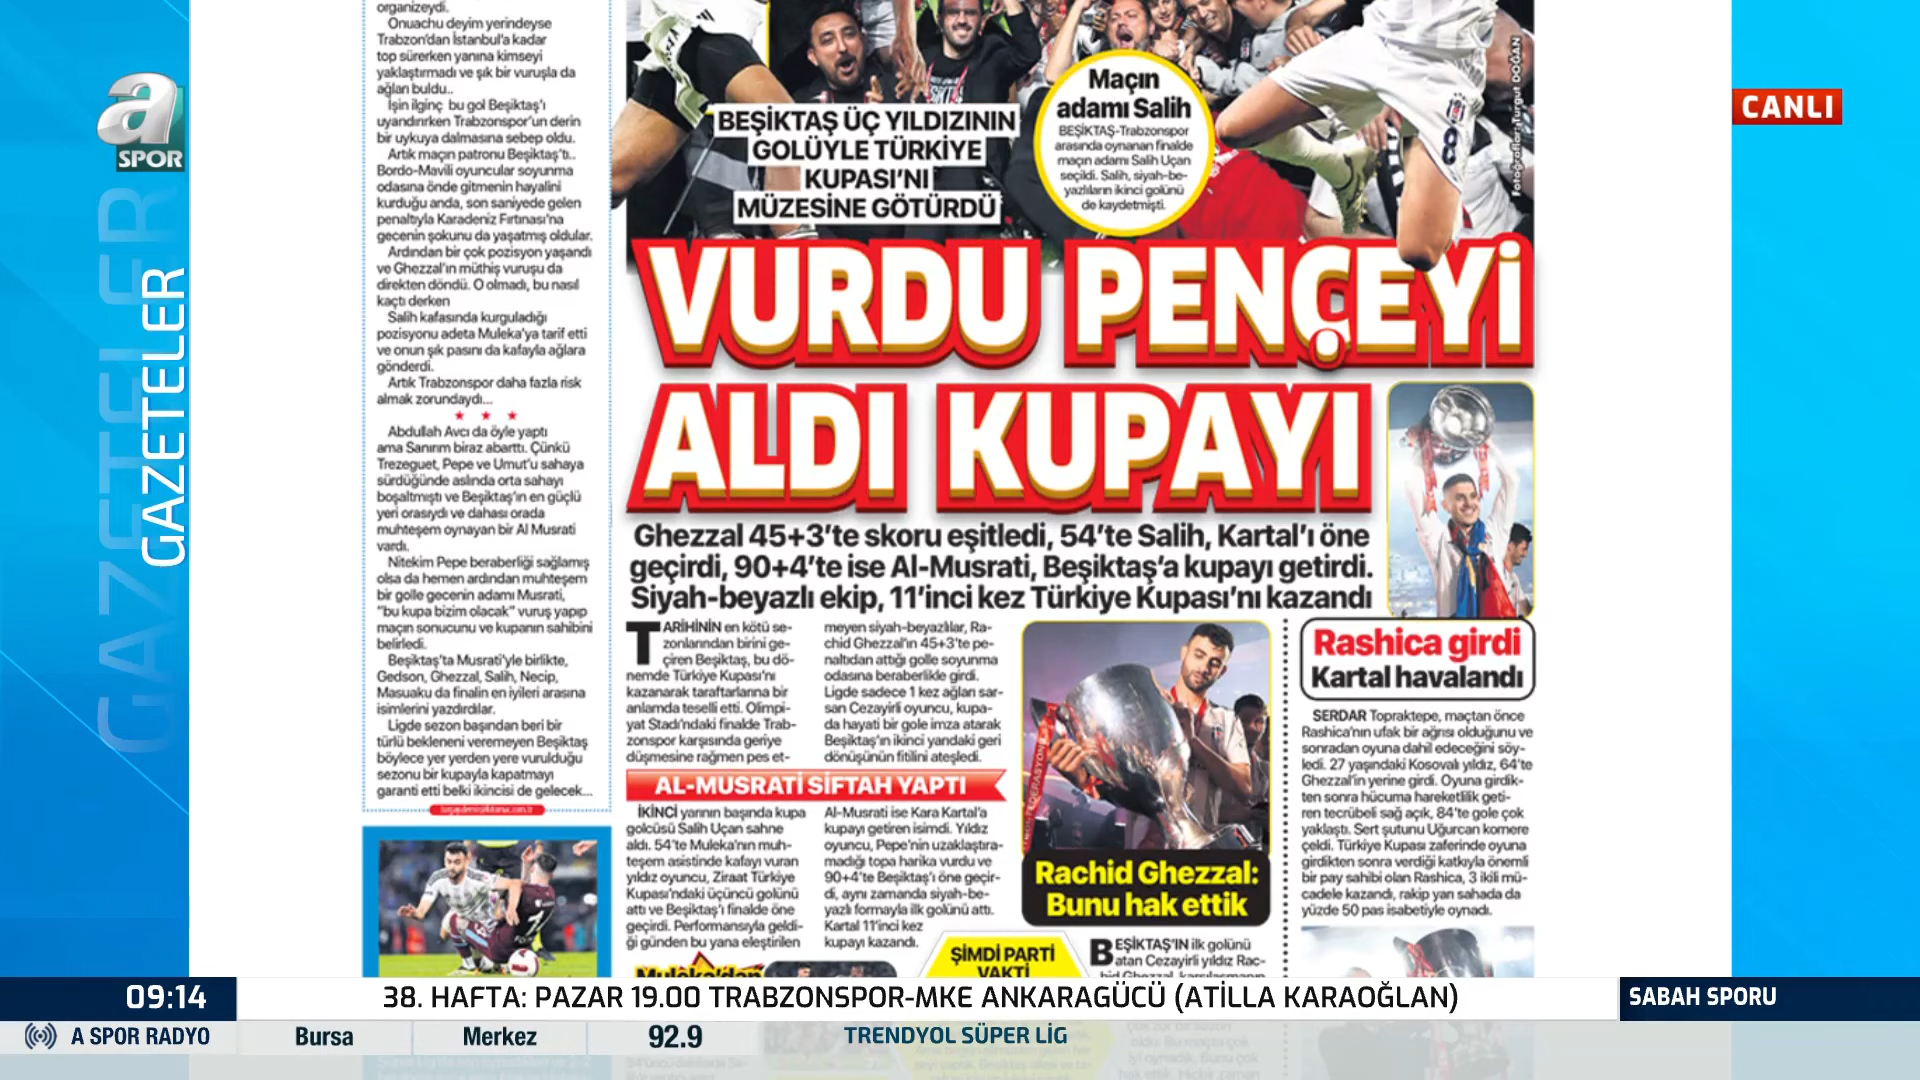 a
SPOR
GAZETELER
GAZETELER
CANLI
organizeydi.
Onuachu deyim yerindeyse
Trabzon'dan İstanbul'a kadar
top sürerken yanına kimseyi
yaklaştırmadı ve şık bir vuruşla da
ağları buldu..
İşin ilginç bu gol Beşiktaş'ı
uyandırırken Trabzonspor'un derin
bir uykuya dalmasına sebep oldu.
Artık maçın patronu Beşiktaş'tı..
Bordo-Mavili oyuncular soyunma
odasına önde gitmenin hayalini
kurduğu anda, son saniyede gelen
penaltıyla Karadeniz Fırtınası'na
gecenin şokunu da yaşatmış oldular.
Ardından bir çok pozisyon yaşandı
ve Ghezzal'ın müthiş vuruşu da
direkten döndü. O olmadı, bu nasıl
kaçtı derken
Salih kafasında kurguladığı
pozisyonu adeta Muleka'ya tarif etti
ve onun şık pasını da kafayla ağlara
gönderdi.
Artık Trabzonspor daha fazla risk
almak zorundaydı...
Abdullah Avcı da öyle yaptı
ama Sanırım biraz abarttı. Çünkü
Trezeguet, Pepe ve Umut'u sahaya
sürdüğünde aslında orta sahayı
boşaltmıştı ve Beşiktaş'ın en güçlü
yeri orasıydı ve dahası orada
muhteşem oynayan bir Al Musrati
vardı.
Nitekim Pepe beraberliği sağlamış
olsa da hemen ardından muhteşem
bir golle gecenin adamı Musrati,
"bu kupa bizim olacak" vuruş yapıp
maçın sonucunu ve kupanın sahibini
belirledi.
Beşiktaş'ta Musrati'yle birlikte,
Gedson, Ghezzal, Salih, Necip,
Masuaku da finalin en iyileri arasına
isimlerini yazdırdılar.
Ligde sezon başından beri bir
türlü bekleneni veremeyen Beşiktaş
böylece yer yerden yere vurulduğu
sezonu bir kupayla kapatmayı
garanti etti belki ikincisi de gelecek...
BEŞİKTAŞ ÜÇ YILDIZININ
GOLÜYLE TÜRKİYE
KUPASI'NI
MÜZESİNE GÖTÜRDÜ
Maçın
adamı Salih
BEŞİKTAŞ-Trabzonspor
arasında oynanan finalde
maçın adamı Salih Uçan
seçildi. Salih, siyah-be-
yazlıların ikinci golünü
de kaydetmişti.
8
Fotoğraflar: Turgut DOĞAN
VURDU PENÇEYİ
ALDI KUPAYI
Ghezzal 45+3'te skoru eşitledi, 54'te Salih, Kartal'ı öne
geçirdi, 90+4'te ise Al-Musrati, Beşiktaş'a kupayı getirdi.
Siyah-beyazlı ekip, 11'inci kez Türkiye Kupası'nı kazandı
TARİHİNİN en kötü se-
zonlarından birini ge-
çiren Beşiktaş, bu dö-
nemde Türkiye Kupası'nı
kazanarak taraftarlarına bir
anlamda teselli etti. Olimpi-
yat Stadı'ndaki finalde Trab-
zonspor karşısında geriye
düşmesine rağmen pes et-
meyen siyah-beyazlılar, Ra-
chid Ghezzal'ın 45+3'te pe-
naltıdan attığı golle soyunma
odasına beraberlikle girdi.
Ligde sadece 1 kez ağları sar-
san Cezayirli oyuncu, kupa-
da hayati bir gole imza atarak
Beşiktaş'ın ikinci yarıdaki geri
dönüşünün fitilini ateşledi.
AL-MUSRATİ SİFTAH YAPTI
İKİNCİ yarının başında kupa
golcüsü Salih Uçan sahne
aldı. 54'te Muleka'nın muh-
teşem asistinde kafayı vuran
yıldız oyuncu, Ziraat Türkiye
Kupası'ndaki üçüncü golünü
attı ve Beşiktaş'ı finalde öne
geçirdi. Performansıyla geldi-
ği günden bu yana eleştirilen
Al-Musrati ise Kara Kartal'a
kupayı getiren isimdi. Yıldız
oyuncu, Pepe'nin uzaklaştıra-
madığı topa harika vurdu ve
90+4'te Beşiktaş'ı öne geçir-
di, aynı zamanda siyah-be-
yazlı formayla ilk golünü attı.
Kartal 11'inci kez
kupayı kazandı.
Rachid Ghezzal:
Bunu hak ettik
Rashica girdi
Kartal havalandı
SERDAR Topraktepe, maçtan önce
Rashica'nın ufak bir ağrısı olduğunu ve
sonradan oyuna dahil edeceğini söy-
ledi. 27 yaşındaki Kosovalı yıldız, 64'te
Ghezzal'in yerine girdi. Oyuna girdik-
ten sonra hücuma hareketlilik geti-
ren tecrübeli sağ açık, 84'te gole çok
yaklaştı. Sert şutunu Uğurcan kornere
çeldi. Türkiye Kupası zaferinde oyuna
girdikten sonra verdiği katkıyla önemli
bir pay sahibi olan Rashica, 3 ikili mü-
cadele kazandı, rakip yarı sahada da
yüzde 50 pas isabetiyle oynadı.
Muleka'dan
ŞİMDİ PARTİ
VAKTİ
BEŞİKTAŞ'IN ilk golünü
atan Cezayirli yıldız Rac-
hid Ghezzal, karşılaşmanın
09:14
38. HAFTA: PAZAR 19.00 TRABZONSPOR-MKE ANKARAGÜCÜ (ATİLLA KARAOĞLAN)
SABAH SPORU
A SPOR RADYO
Bursa
Merkez
92.9
TRENDYOL SÜPER LİG